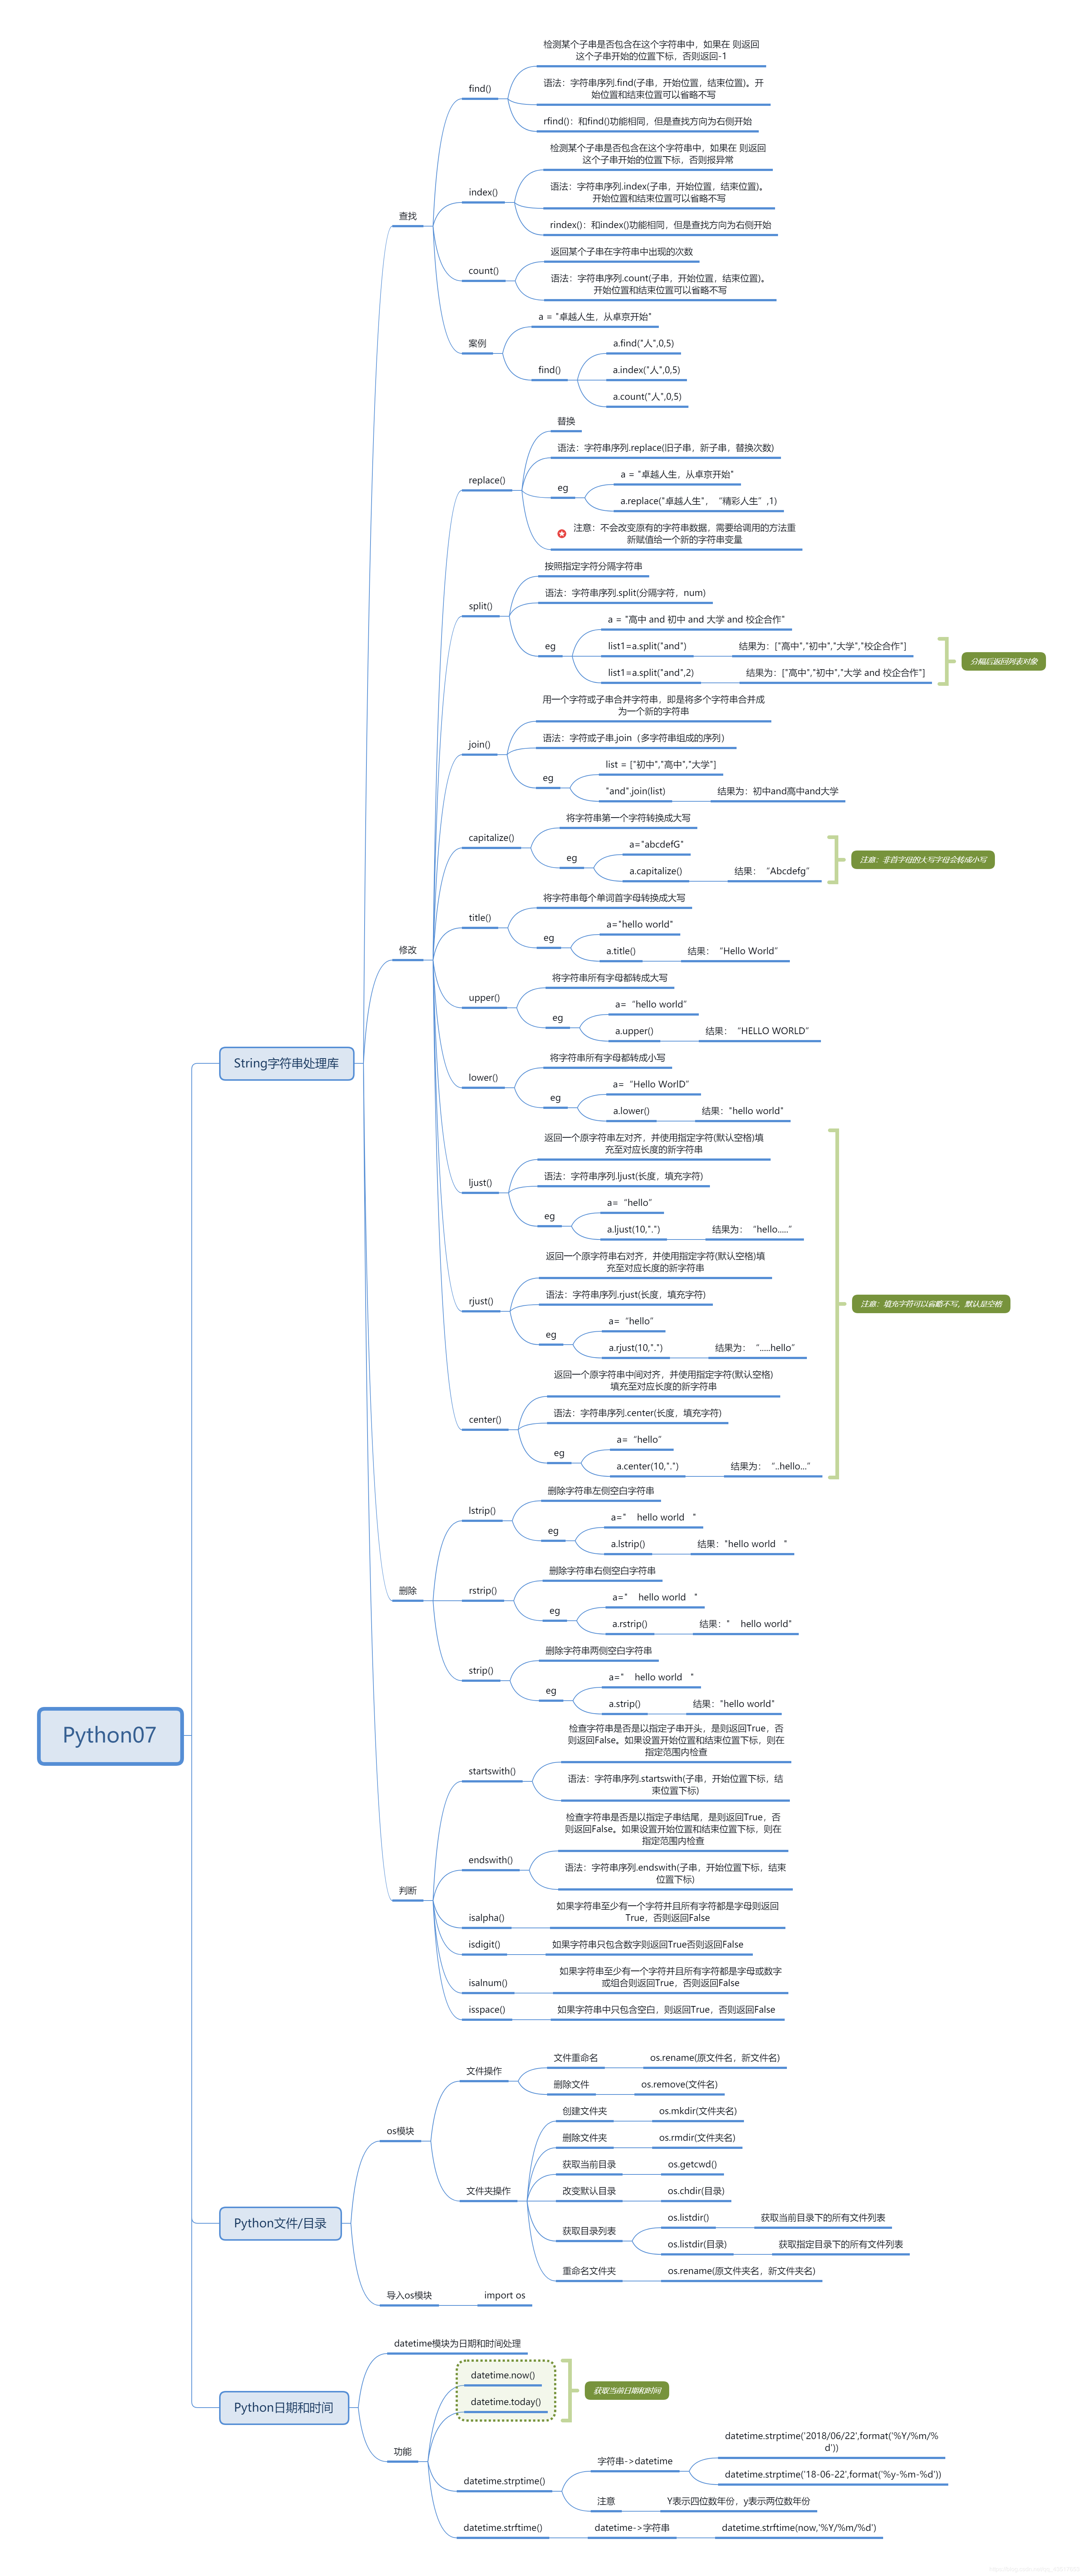 Python07
String字符串处理库
查找
find()
检测某个子串是否包含在这个字符串中，如果在 则返回
这个子串开始的位置下标，否则返回-1
语法：字符串序列.find(子串，开始位置，结束位置)。开
始位置和结束位置可以省略不写
rfind()：和find()功能相同，但是查找方向为右侧开始
index()
检测某个子串是否包含在这个字符串中，如果在 则返回
这个子串开始的位置下标，否则报异常
语法：字符串序列.index(子串，开始位置，结束位置)。
开始位置和结束位置可以省略不写
rindex()：和index()功能相同，但是查找方向为右侧开始
count()
返回某个子串在字符串中出现的次数
语法：字符串序列.count(子串，开始位置，结束位置)。
开始位置和结束位置可以省略不写
案例
a = "卓越人生，从卓京开始"
find()
a.find("人",0,5)
a.index("人",0,5)
a.count("人",0,5)
修改
replace()
替换
语法：字符串序列.replace(旧子串，新子串，替换次数)
eg
a = "卓越人生，从卓京开始"
a.replace("卓越人生"，“精彩人生”,1)
注意：不会改变原有的字符串数据，需要给调用的方法重
新赋值给一个新的字符串变量
split()
按照指定字符分隔字符串
语法：字符串序列.split(分隔字符，num)
eg
a = "高中 and 初中 and 大学 and 校企合作"
list1=a.split("and")
结果为：["高中","初中","大学","校企合作"]
list1=a.split("and",2)
结果为：["高中","初中","大学 and 校企合作"]
分隔后返回列表对象
join()
用一个字符或子串合并字符串，即是将多个字符串合并成
为一个新的字符串
语法：字符或子串.join（多字符串组成的序列）
eg
list = ["初中","高中","大学"]
"and".join(list)
结果为：初中and高中and大学
capitalize()
将字符串第一个字符转换成大写
eg
a="abcdefG"
a.capitalize()
结果：“Abcdefg”
注意：非首字母的大写字母会转成小写
title()
将字符串每个单词首字母转换成大写
eg
a="hello world"
a.title()
结果：“Hello World”
upper()
将字符串所有字母都转成大写
eg
a=“hello world”
a.upper()
结果：“HELLO WORLD”
lower()
将字符串所有字母都转成小写
eg
a=“Hello WorlD”
a.lower()
结果："hello world"
ljust()
返回一个原字符串左对齐，并使用指定字符(默认空格)填
充至对应长度的新字符串
语法：字符串序列.ljust(长度，填充字符)
eg
a=“hello”
a.ljust(10,".")
结果为：“hello.....”
rjust()
返回一个原字符串右对齐，并使用指定字符(默认空格)填
充至对应长度的新字符串
语法：字符串序列.rjust(长度，填充字符)
eg
a=“hello”
a.rjust(10,".")
结果为：“.....hello”
center()
返回一个原字符串中间对齐，并使用指定字符(默认空格)
填充至对应长度的新字符串
语法：字符串序列.center(长度，填充字符)
eg
a=“hello”
a.center(10,".")
结果为：“..hello...”
注意：填充字符可以省略不写，默认是空格
删除
lstrip()
删除字符串左侧空白字符串
eg
a="    hello world   "
a.lstrip()
结果："hello world   "
rstrip()
删除字符串右侧空白字符串
eg
a="    hello world   "
a.rstrip()
结果："    hello world"
strip()
删除字符串两侧空白字符串
eg
a="    hello world   "
a.strip()
结果："hello world"
判断
startswith()
检查字符串是否是以指定子串开头，是则返回True，否
则返回False。如果设置开始位置和结束位置下标，则在
指定范围内检查
语法：字符串序列.startswith(子串，开始位置下标，结
束位置下标)
endswith()
检查字符串是否是以指定子串结尾，是则返回True，否
则返回False。如果设置开始位置和结束位置下标，则在
指定范围内检查
语法：字符串序列.endswith(子串，开始位置下标，结束
位置下标)
isalpha()
如果字符串至少有一个字符并且所有字符都是字母则返回
True，否则返回False
isdigit()
如果字符串只包含数字则返回True否则返回False
isalnum()
如果字符串至少有一个字符并且所有字符都是字母或数字
或组合则返回True，否则返回False
isspace()
如果字符串中只包含空白，则返回True，否则返回False
Python文件/目录
os模块
文件操作
文件重命名
os.rename(原文件名，新文件名)
删除文件
os.remove(文件名)
文件夹操作
创建文件夹
os.mkdir(文件夹名)
删除文件夹
os.rmdir(文件夹名)
获取当前目录
os.getcwd()
改变默认目录
os.chdir(目录)
获取目录列表
os.listdir()
获取当前目录下的所有文件列表
os.listdir(目录)
获取指定目录下的所有文件列表
重命名文件夹
os.rename(原文件夹名，新文件夹名)
导入os模块
import os
Python日期和时间
datetime模块为日期和时间处理
功能
datetime.now()
datetime.today()
获取当前日期和时间
datetime.strptime()
字符串->datetime
datetime.strptime('2018/06/22',format('%Y/%m/%
d'))
datetime.strptime('18-06-22',format('%y-%m-%d'))
注意
Y表示四位数年份，y表示两位数年份
datetime.strftime()
datetime->字符串
datetime.strftime(now,'%Y/%m/%d')